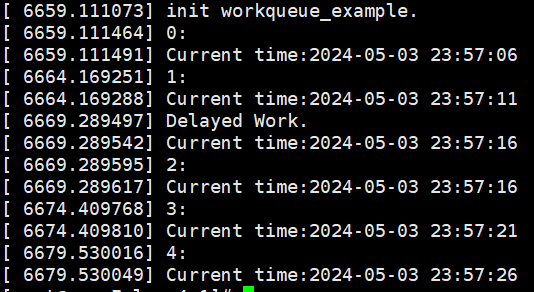 [ 6659.111073] init workqueue_example.
[ 6659.111464] 0:
[ 6659.111491] Current time:2024-05-03 23:57:06
[ 6664.169251] 1:
[ 6664.169288] Current time:2024-05-03 23:57:11
[ 6669.289497] Delayed Work.
[ 6669.289542] Current time:2024-05-03 23:57:16
[ 6669.289595] 2:
[ 6669.289617] Current time:2024-05-03 23:57:16
[ 6674.409768] 3:
[ 6674.409810] Current time:2024-05-03 23:57:21
[ 6679.530016] 4:
[ 6679.530049] Current time:2024-05-03 23:57:26